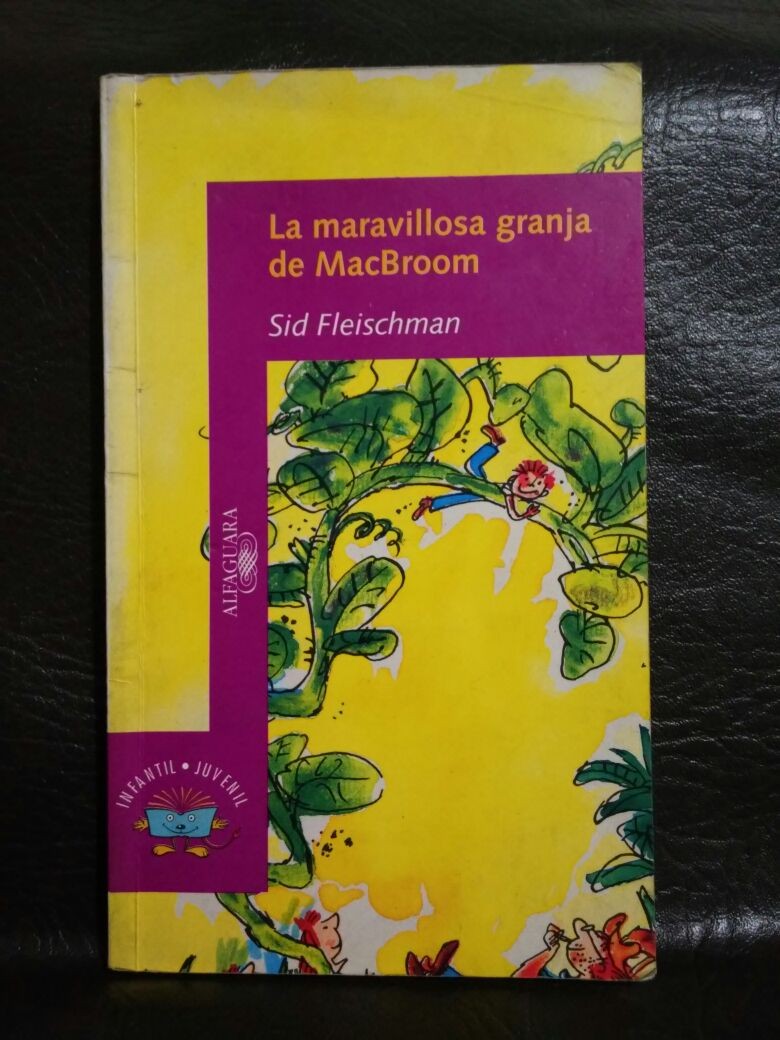 La maravillosa granja
de MacBroom
Sid Fleischman
ALFAGUARA
INFANTIL • JUVENIL